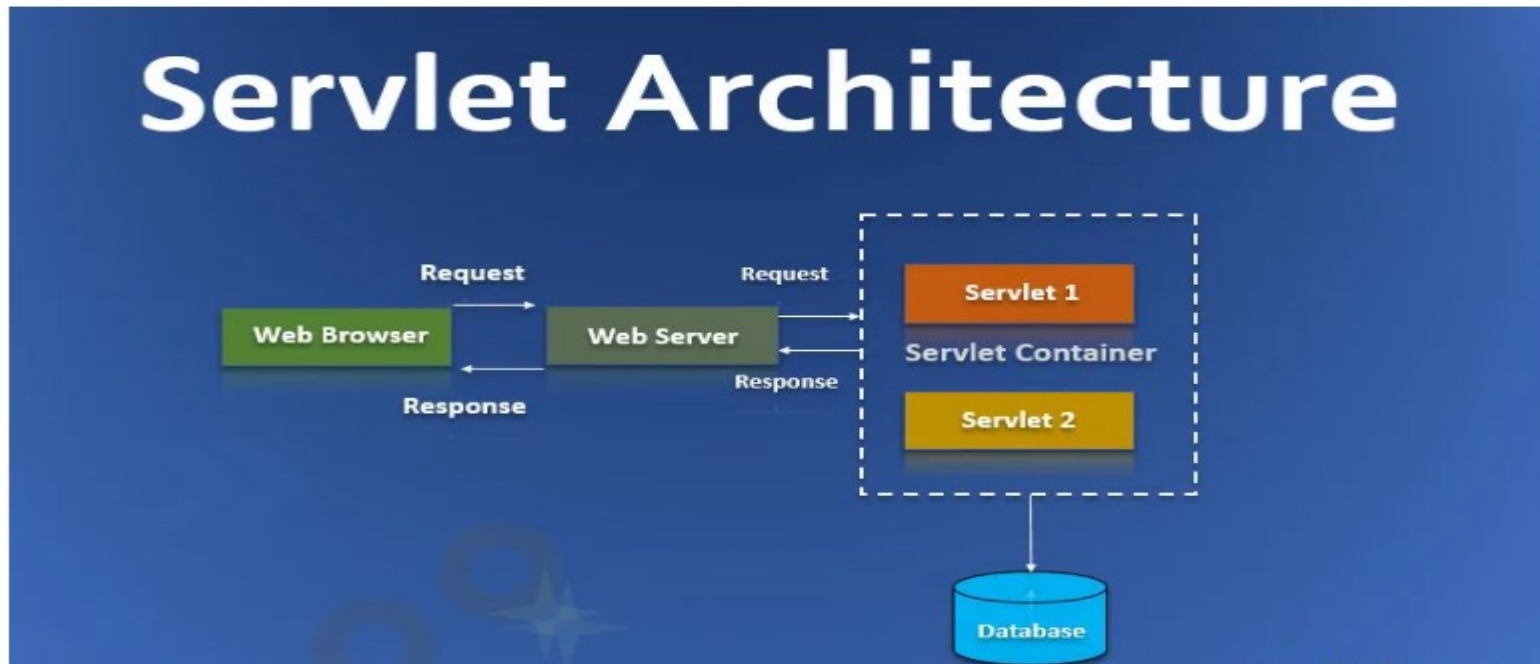 Servlet Architecture
Request
Web Browser
Response
Web Server
Request
Response
Servlet 1
Servlet Container
Servlet 2
Database